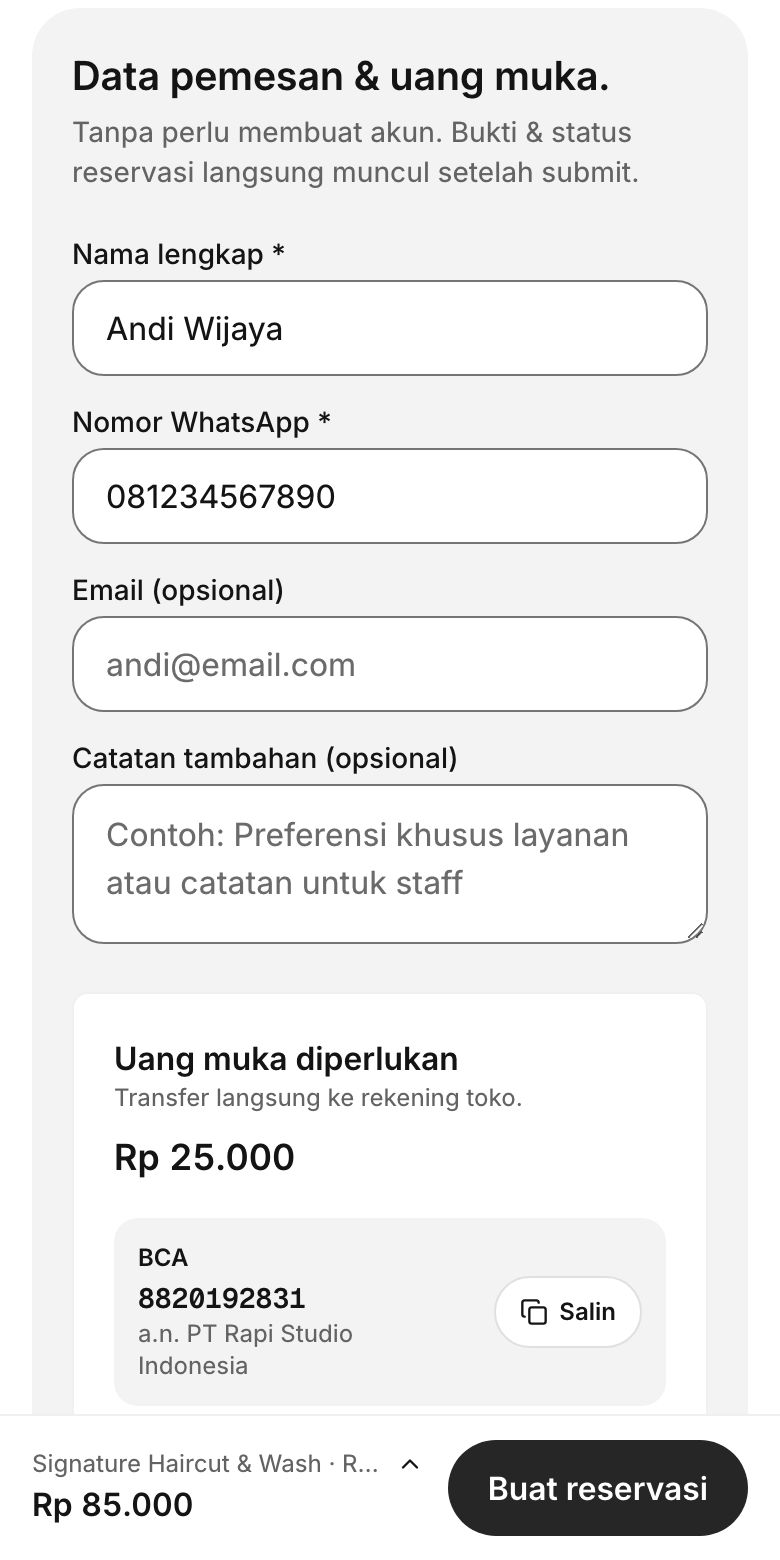 Data pemesan & uang muka.
Tanpa perlu membuat akun. Bukti & status
reservasi langsung muncul setelah submit.
Nama lengkap *
Andi Wijaya
Nomor WhatsApp *
081234567890
Email (opsional)
andi@email.com
Catatan tambahan (opsional)
Contoh: Preferensi khusus layanan
atau catatan untuk staff
Uang muka diperlukan
Transfer langsung ke rekening toko.
Rp 25.000
BCA
8820192831
a.n. PT Rapi Studio
Indonesia
Salin
Signature Haircut & Wash · R...
Rp 85.000
Buat reservasi